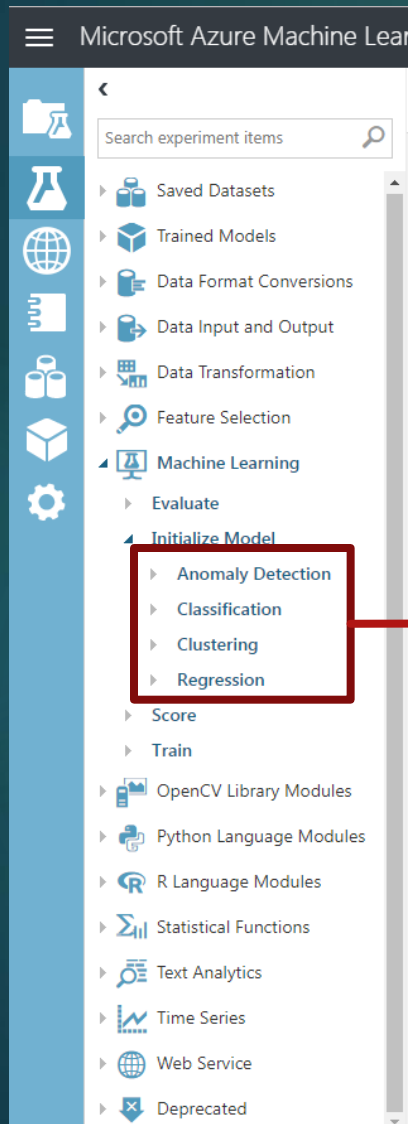 Microsoft Azure Machine Lear
Search experiment items
Saved Datasets
Trained Models
Data Format Conversions
Data Input and Output
Data Transformation
Feature Selection
Machine Learning
Evaluate
Initialize Model
Anomaly Detection
Classification
Clustering
Regression
Score
Train
OpenCV Library Modules
Python Language Modules
R Language Modules
Statistical Functions
Text Analytics
Time Series
Web Service
Deprecated